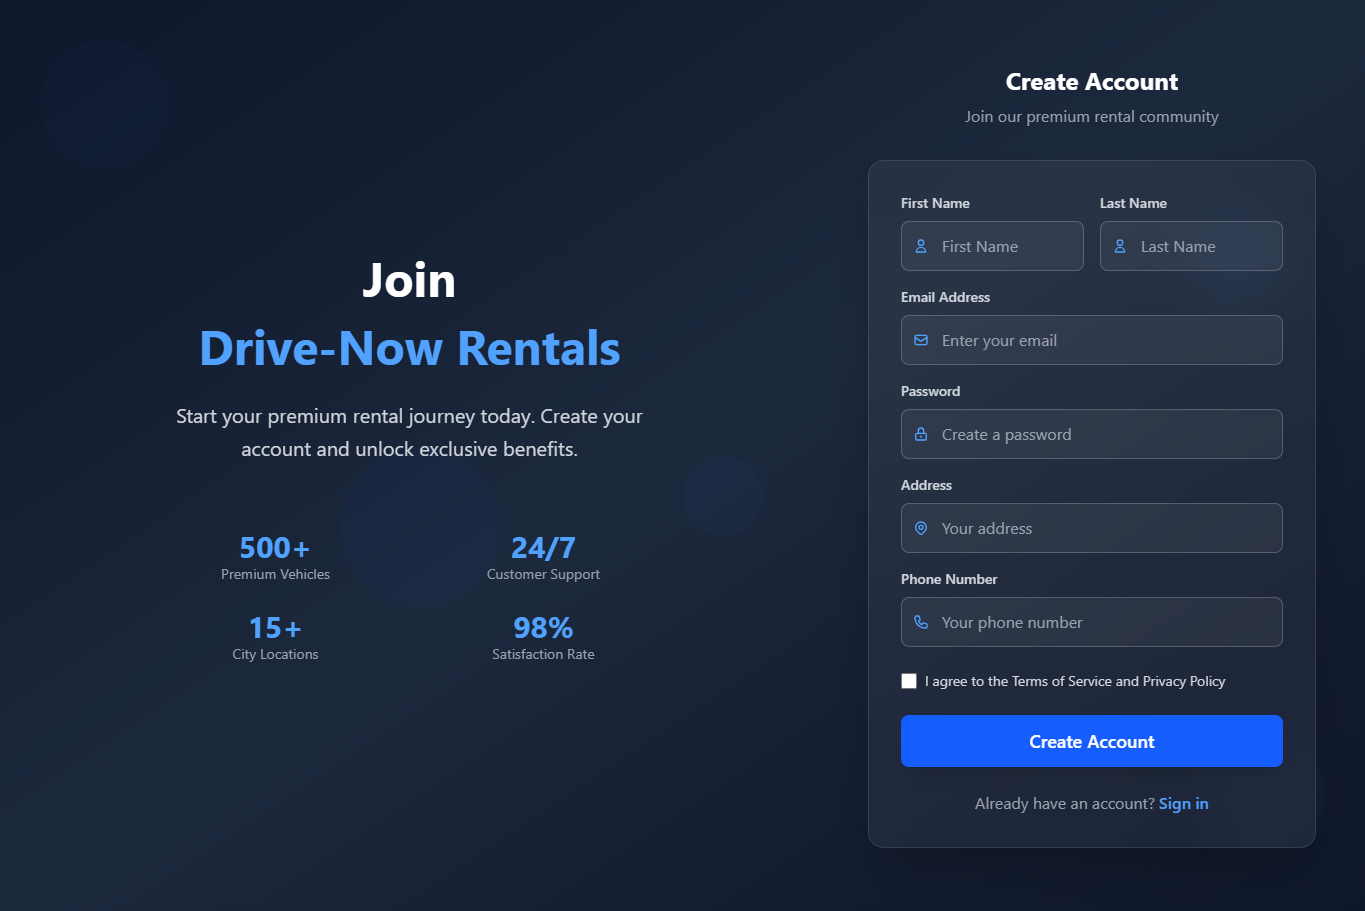 Join
Drive-Now Rentals
Start your premium rental journey today. Create your
account and unlock exclusive benefits.
500+
Premium Vehicles
24/7
Customer Support
15+
City Locations
98%
Satisfaction Rate
Create Account
Join our premium rental community
First Name
First Name
Last Name
Last Name
Email Address
Enter your email
Password
Create a password
Address
Your address
Phone Number
Your phone number
I agree to the Terms of Service and Privacy Policy
Create Account
Already have an account? Sign in